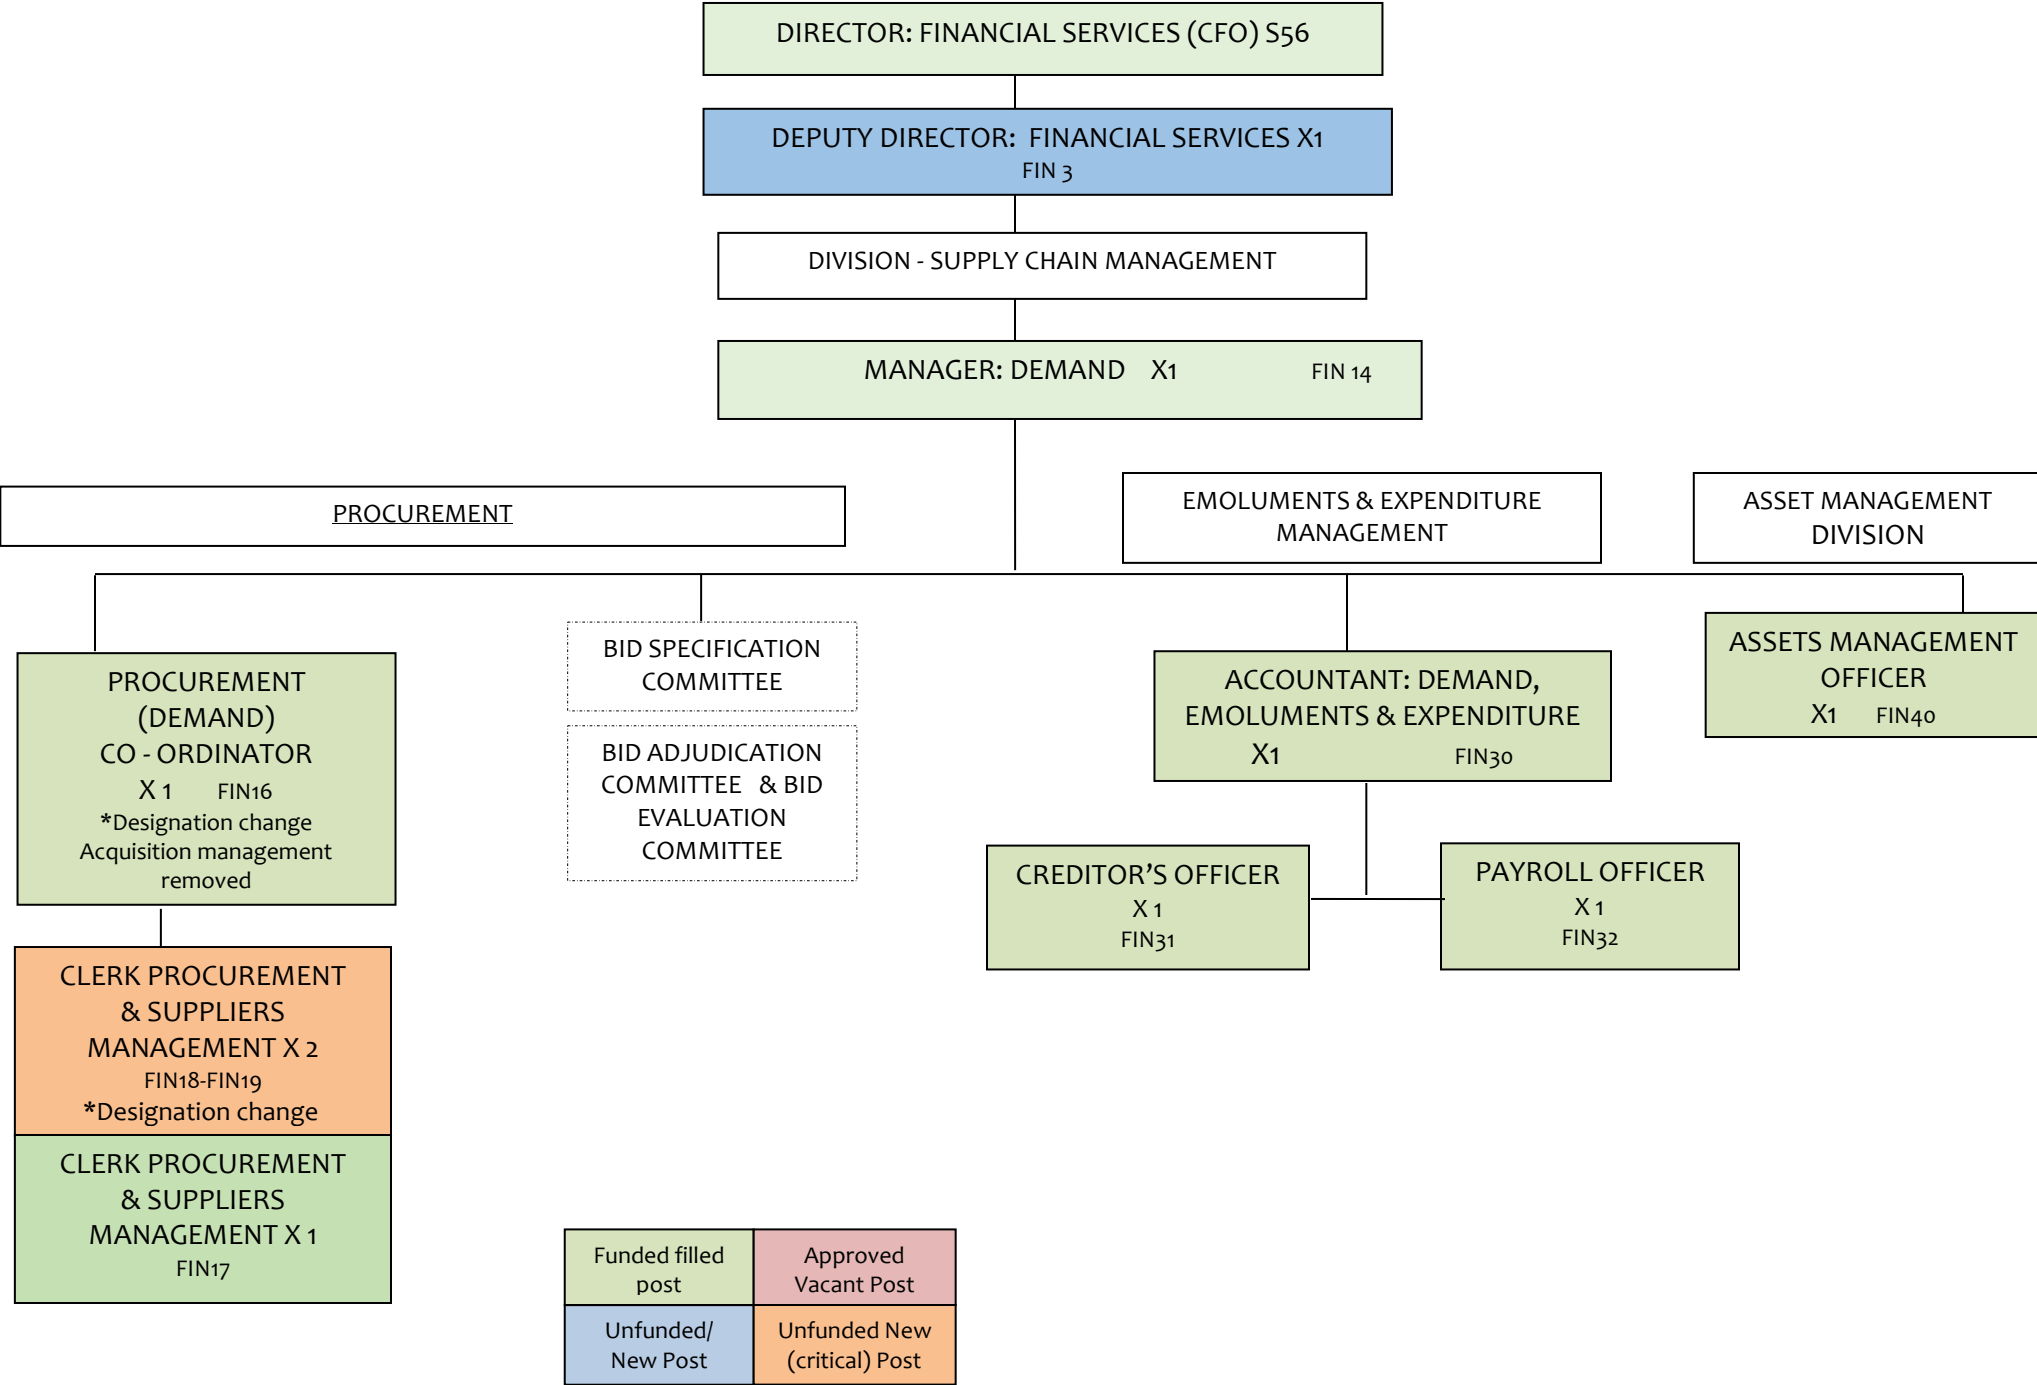 DIRECTOR: FINANCIAL SERVICES (CFO) S56
DEPUTY DIRECTOR: FINANCIAL SERVICES X1
FIN 3
DIVISION - SUPPLY CHAIN MANAGEMENT
MANAGER: DEMAND X1 FIN 14
PROCUREMENT
EMOLUMENTS & EXPENDITURE
MANAGEMENT
ASSET MANAGEMENT
DIVISION
PROCUREMENT
(DEMAND)
CO - ORDINATOR
X 1 FIN16
*Designation change
Acquisition management
removed
BID SPECIFICATION
COMMITTEE
BID ADJUDICATION
COMMITTEE & BID
EVALUATION
COMMITTEE
ACCOUNTANT: DEMAND,
EMOLUMENTS & EXPENDITURE
X1 FIN30
ASSETS MANAGEMENT
OFFICER
X1 FIN40
CREDITOR’S OFFICER
X 1
FIN31
PAYROLL OFFICER
X 1
FIN32
CLERK PROCUREMENT
& SUPPLIERS
MANAGEMENT X 2
FIN18-FIN19
*Designation change
CLERK PROCUREMENT
& SUPPLIERS
MANAGEMENT X 1
FIN17
Funded filled
post
Approved
Vacant Post
Unfunded/
New Post
Unfunded New
(critical) Post